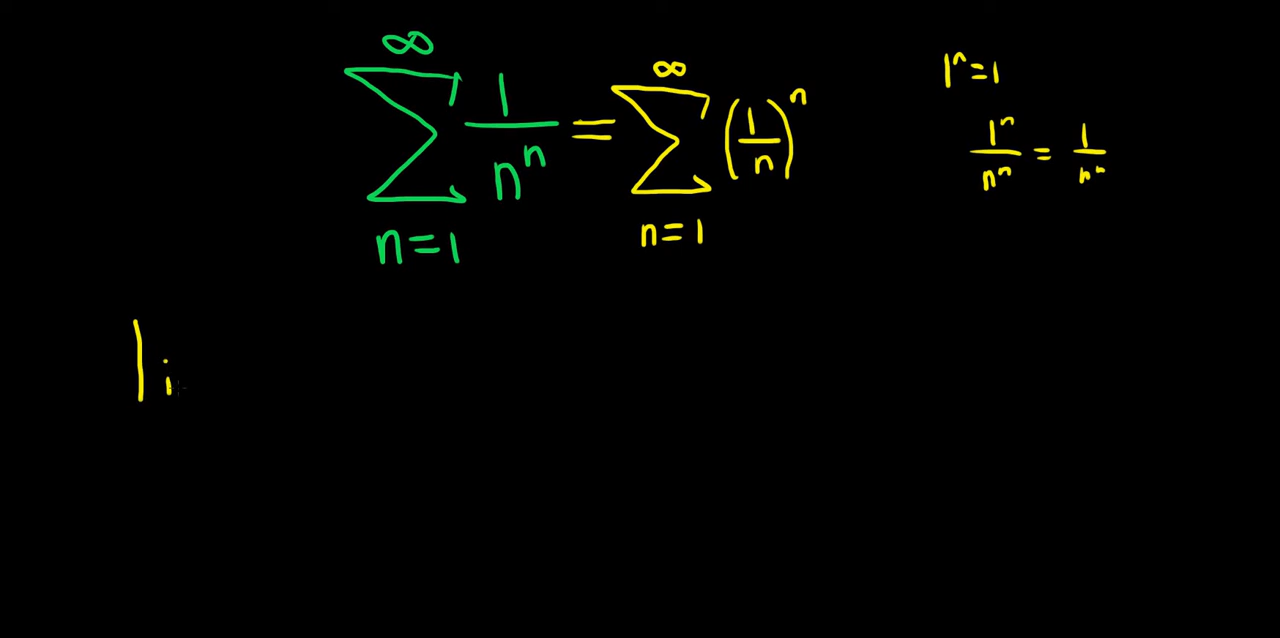 ∞ ∑ n=1 1/n^n = ∞ ∑ n=1 (1/n)^n
1^n = 1
1^n/n^n = 1/n^n
li